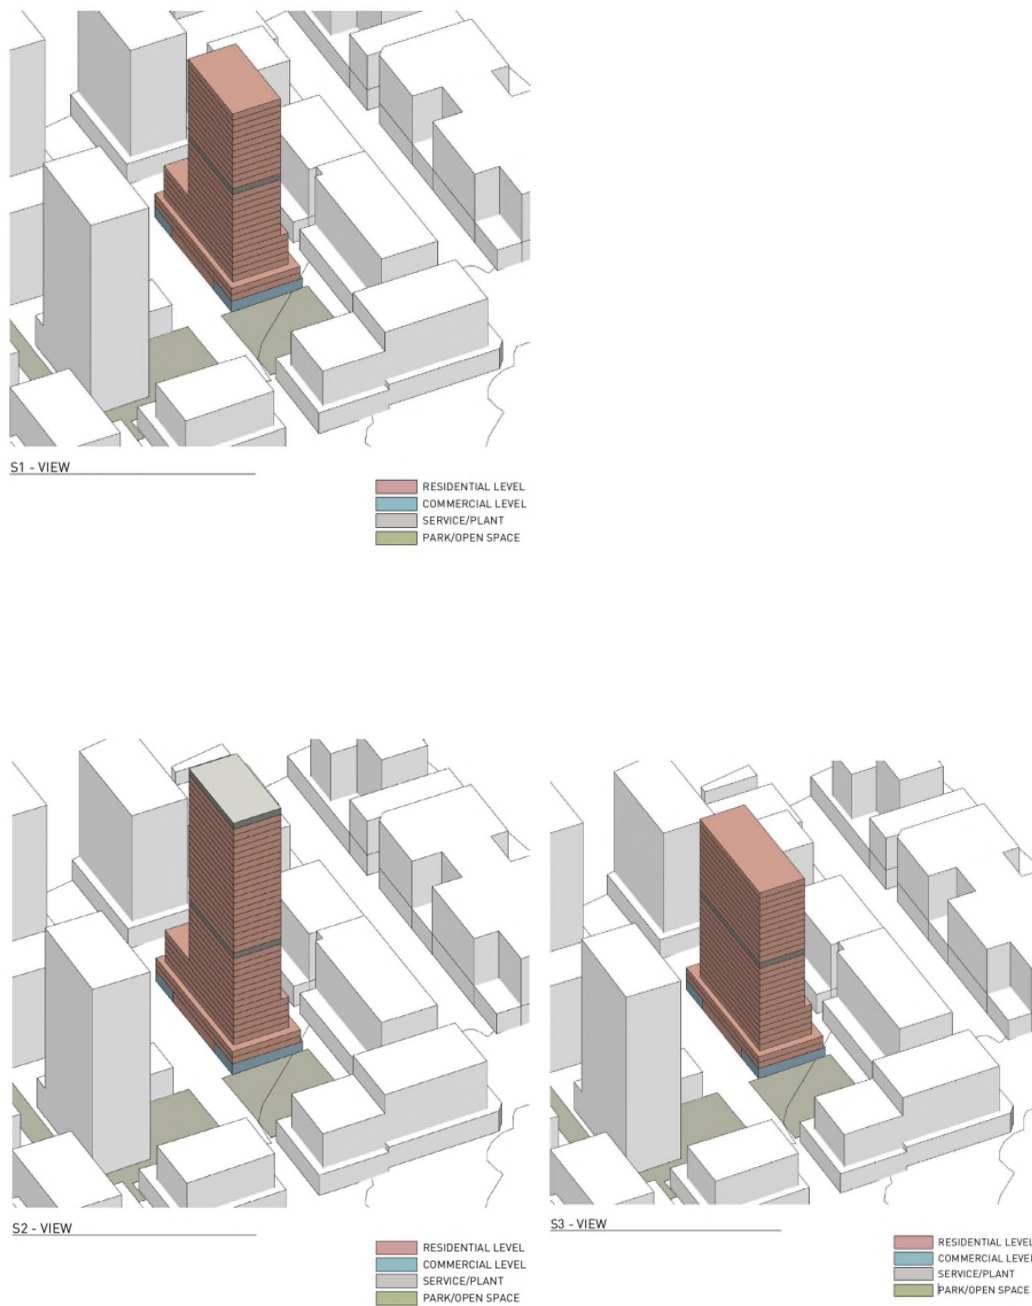 S1 - VIEW
RESIDENTIAL LEVEL
COMMERCIAL LEVEL
SERVICE/PLANT
PARK/OPEN SPACE
S2 - VIEW
RESIDENTIAL LEVEL
COMMERCIAL LEVEL
SERVICE/PLANT
PARK/OPEN SPACE
S3 - VIEW
RESIDENTIAL LEVEL
COMMERCIAL LEVEL
SERVICE/PLANT
PARK/OPEN SPACE